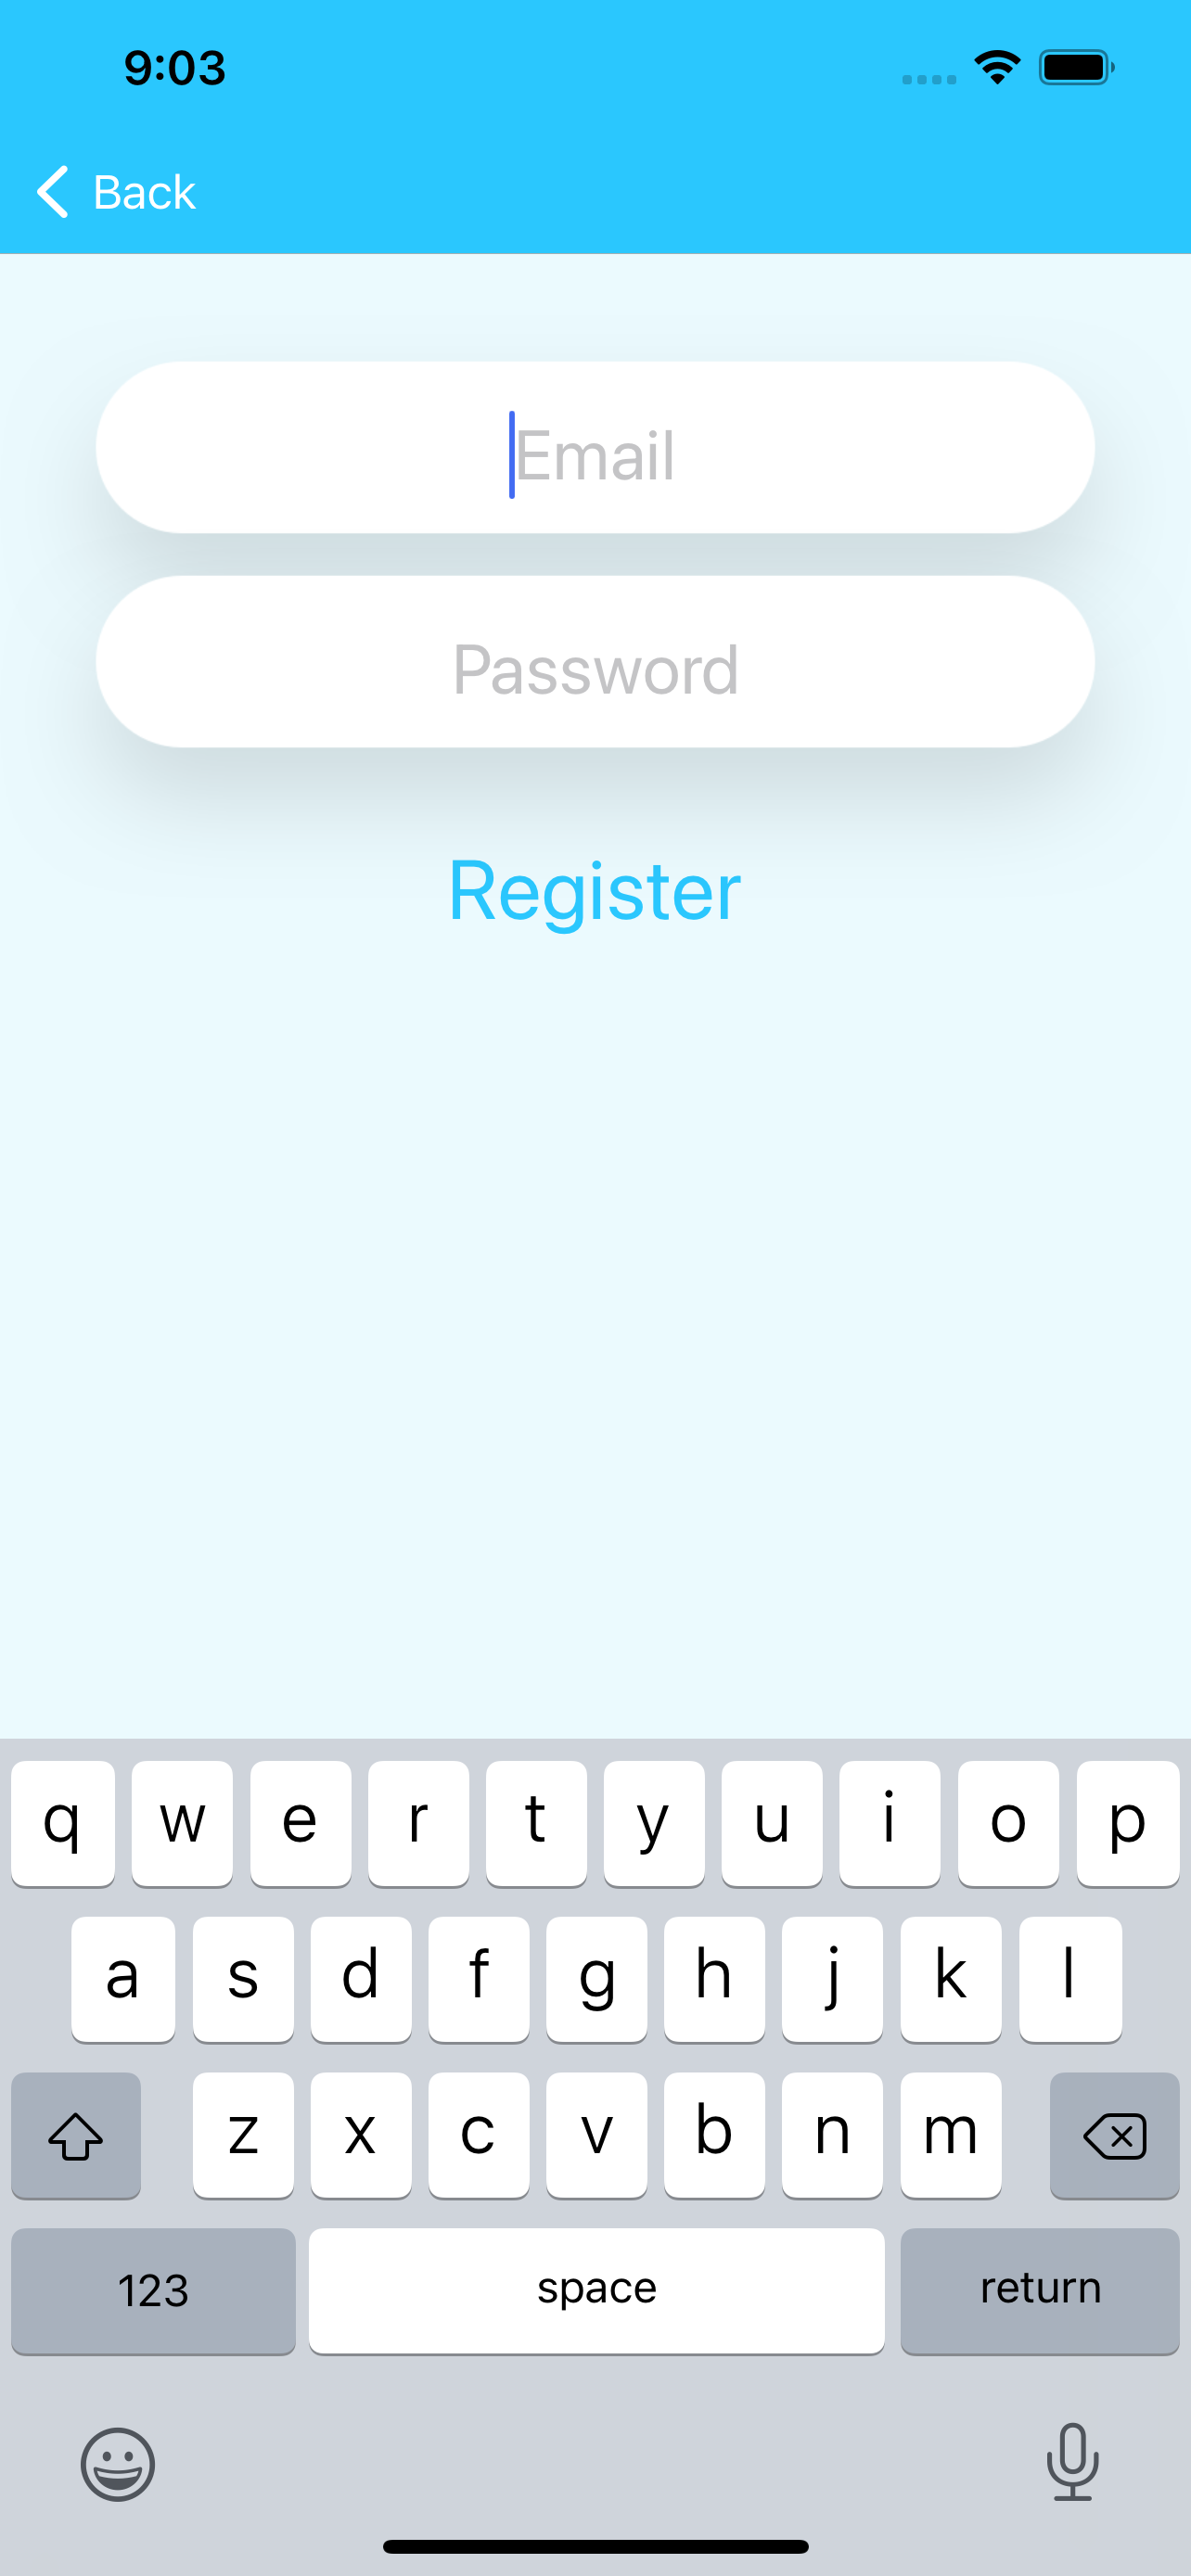 9:03
Back
Email
Password
Register
q w e r t y u i o p
a s d f g h j k l
z x c v b n m
123 space return